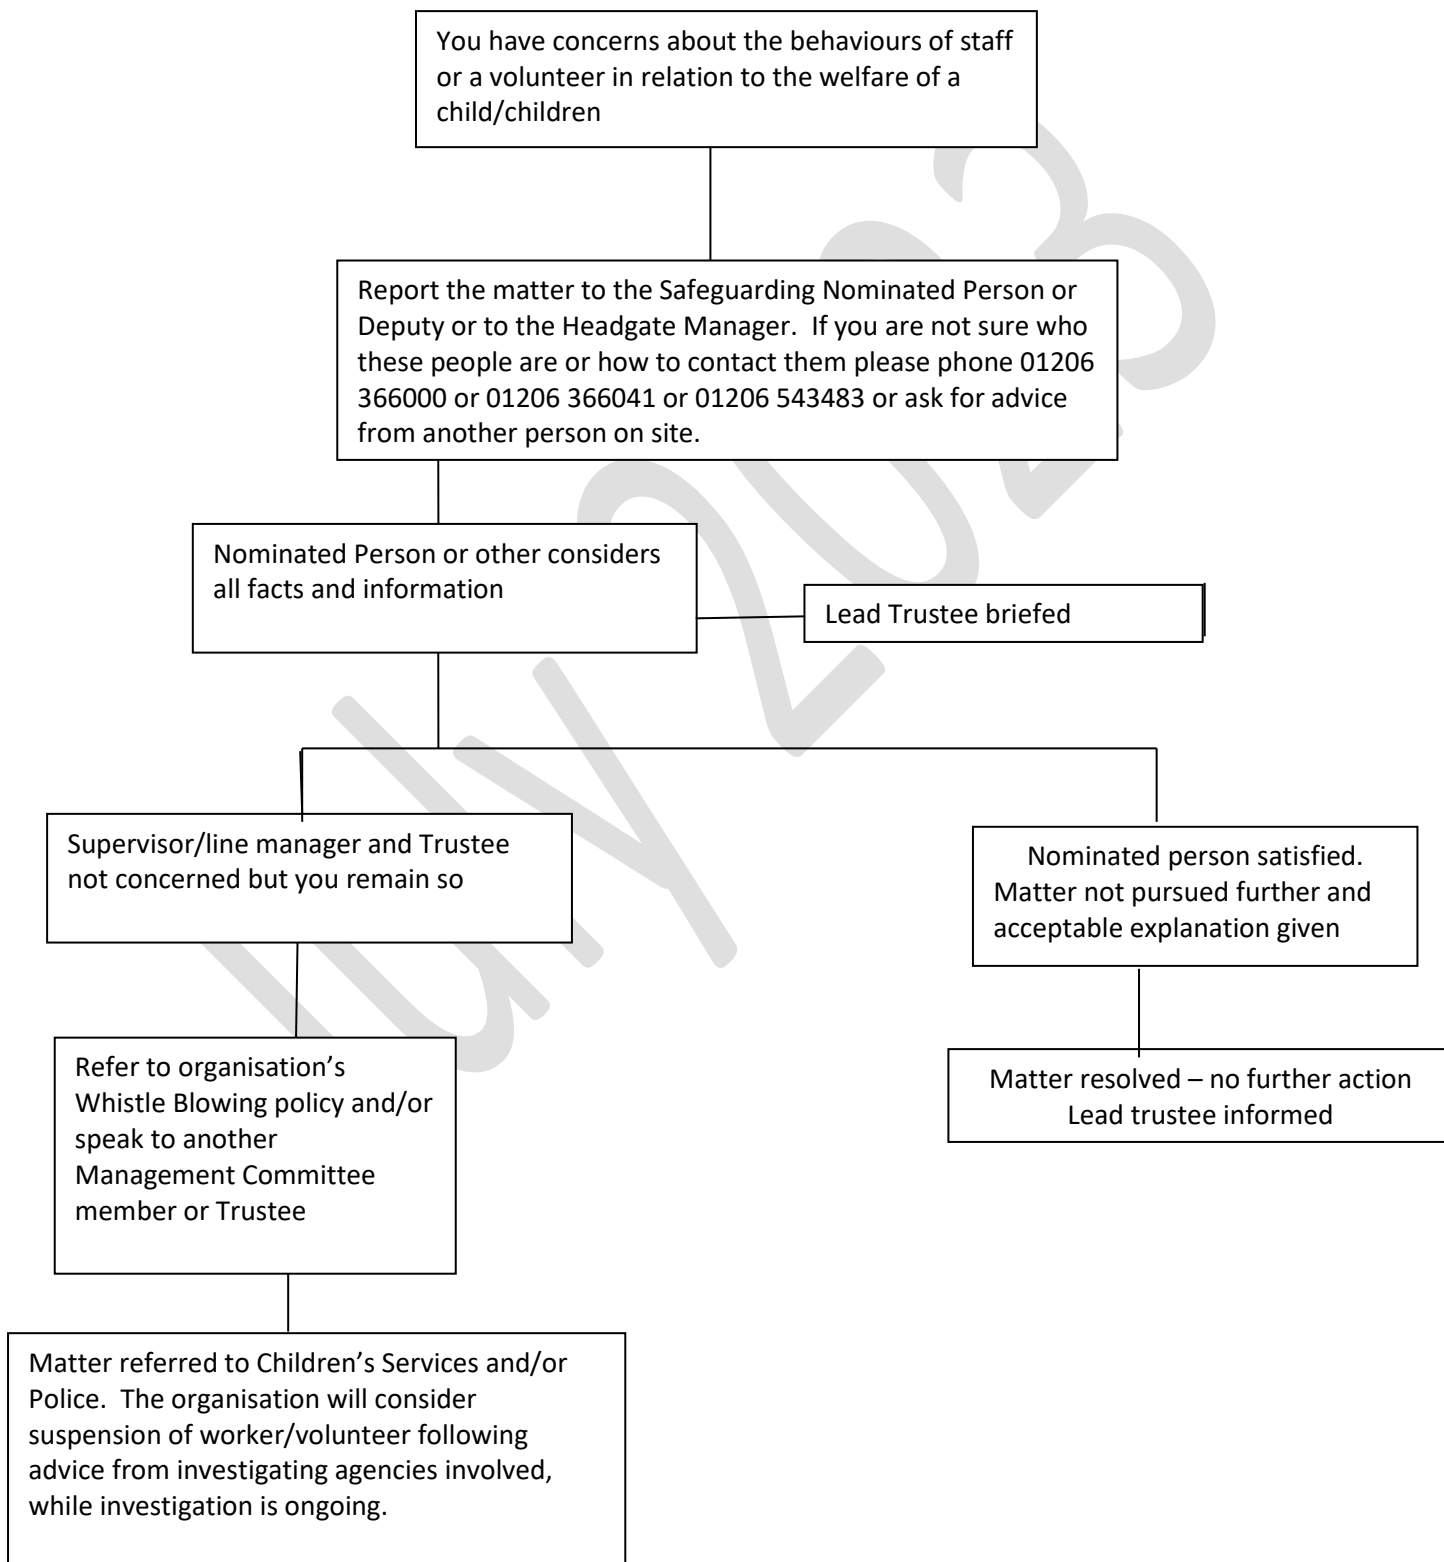 You have concerns about the behaviours of staff
or a volunteer in relation to the welfare of a
child/children
Report the matter to the Safeguarding Nominated Person or
Deputy or to the Headgate Manager.  If you are not sure who
these people are or how to contact them please phone 01206
366000 or 01206 366041 or 01206 543483 or ask for advice
from another person on site.
Nominated Person or other considers
all facts and information
Lead Trustee briefed
Supervisor/line manager and Trustee
not concerned but you remain so
Nominated person satisfied.
Matter not pursued further and
acceptable explanation given
Refer to organisation’s
Whistle Blowing policy and/or
speak to another
Management Committee
member or Trustee
Matter resolved – no further action
Lead trustee informed
Matter referred to Children’s Services and/or
Police.  The organisation will consider
suspension of worker/volunteer following
advice from investigating agencies involved,
while investigation is ongoing.
July 2023